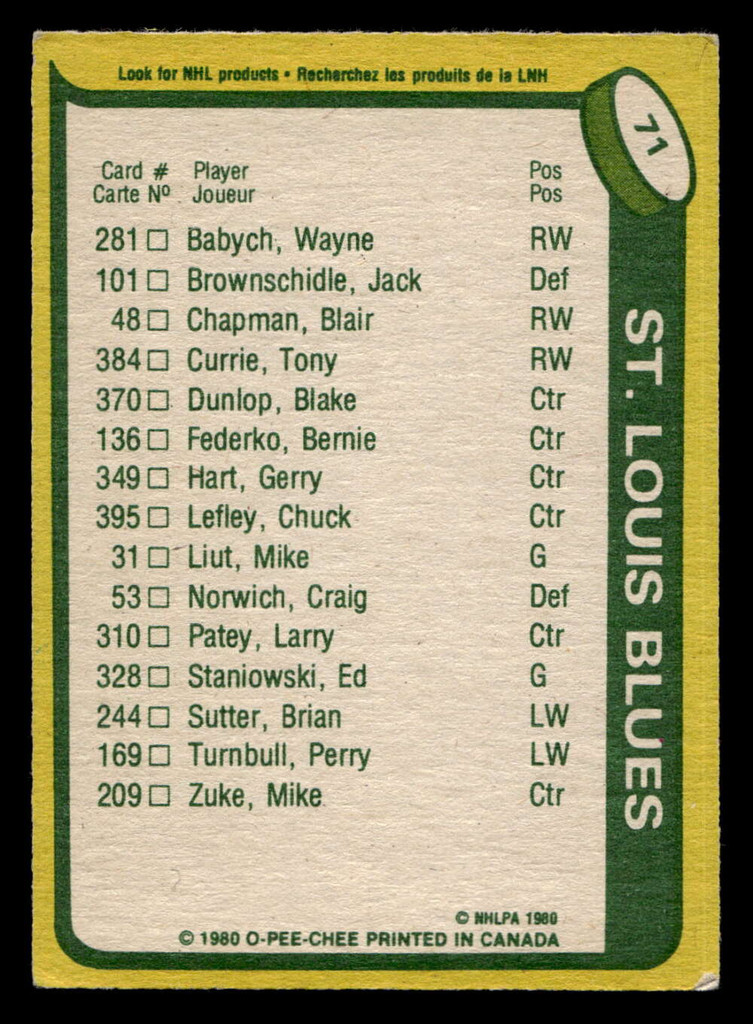 Look for NHL products • Recherchez les produits de la LNH
71
Card # Player Pos
Carte Nº Joueur Pos
281 □ Babych, Wayne RW
101 □ Brownschidle, Jack Def
48 □ Chapman, Blair RW
384 □ Currie, Tony RW
370 □ Dunlop, Blake Ctr
136 □ Federko, Bernie Ctr
349 □ Hart, Gerry Ctr
395 □ Lefley, Chuck Ctr
31 □ Liut, Mike G
53 □ Norwich, Craig Def
310 □ Patey, Larry Ctr
328 □ Staniowski, Ed G
244 □ Sutter, Brian LW
169 □ Turnbull, Perry LW
209 □ Zuke, Mike Ctr
ST. LOUIS BLUES
© NHLPA 1980
© 1980 O-PEE-CHEE PRINTED IN CANADA